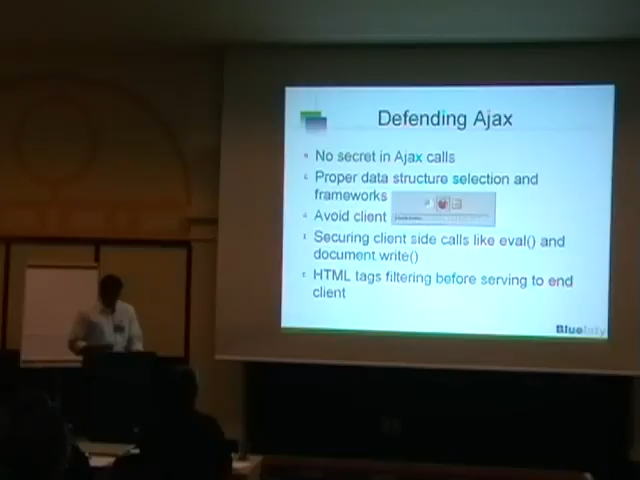 Defending Ajax
No secret in Ajax calls
Proper data structure selection and
frameworks
Avoid client
Securing client side calls like eval() and
document write()
HTML tags filtering before serving to end
client
Blueinfy